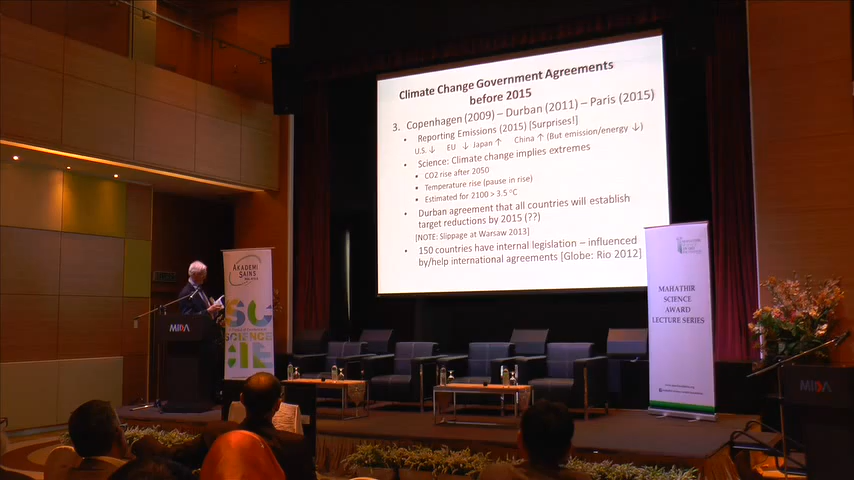 Climate Change Government Agreements
before 2015
3. Copenhagen (2009) – Durban (2011) – Paris (2015)
• Reporting Emissions (2015) [Surprises!]
U.S. ↓ EU ↓ Japan ↑ China ↑ (But emission/energy ↓)
• Science: Climate change implies extremes
• CO2 rise after 2050
• Temperature rise (pause in rise)
• Estimated for 2100 > 3.5 °C
• Durban agreement that all countries will establish
target reductions by 2015 (??)
[NOTE: Slippage at Warsaw 2013]
• 150 countries have internal legislation – influenced
by/help international agreements [Globe: Rio 2012]
AKADEMI
SAINS
SCIENCE
MIDA
MAHATHIR
SCIENCE
AWARD
LECTURE SERIES
MIDA